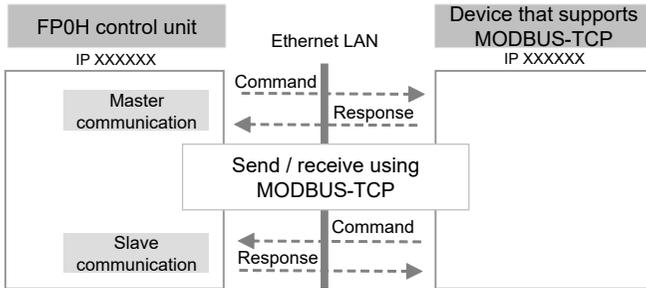 FP0H control unit
Ethernet LAN
Device that supports
MODBUS-TCP
IP XXXXXX
IP XXXXXX
Command
Master
communication
Response
Send / receive using
MODBUS-TCP
Command
Slave
communication
Response